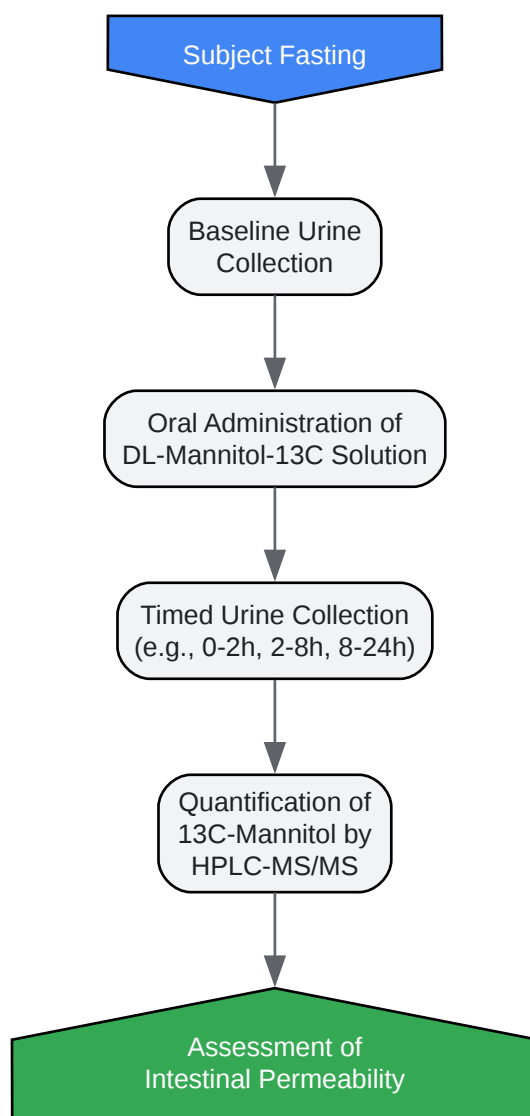 Subject Fasting
Baseline Urine
Collection
Oral Administration of
DL-Mannitol-13C Solution
Timed Urine Collection
(e.g., 0-2h, 2-8h, 8-24h)
Quantification of
13C-Mannitol by
HPLC-MS/MS
Assessment of
Intestinal Permeability